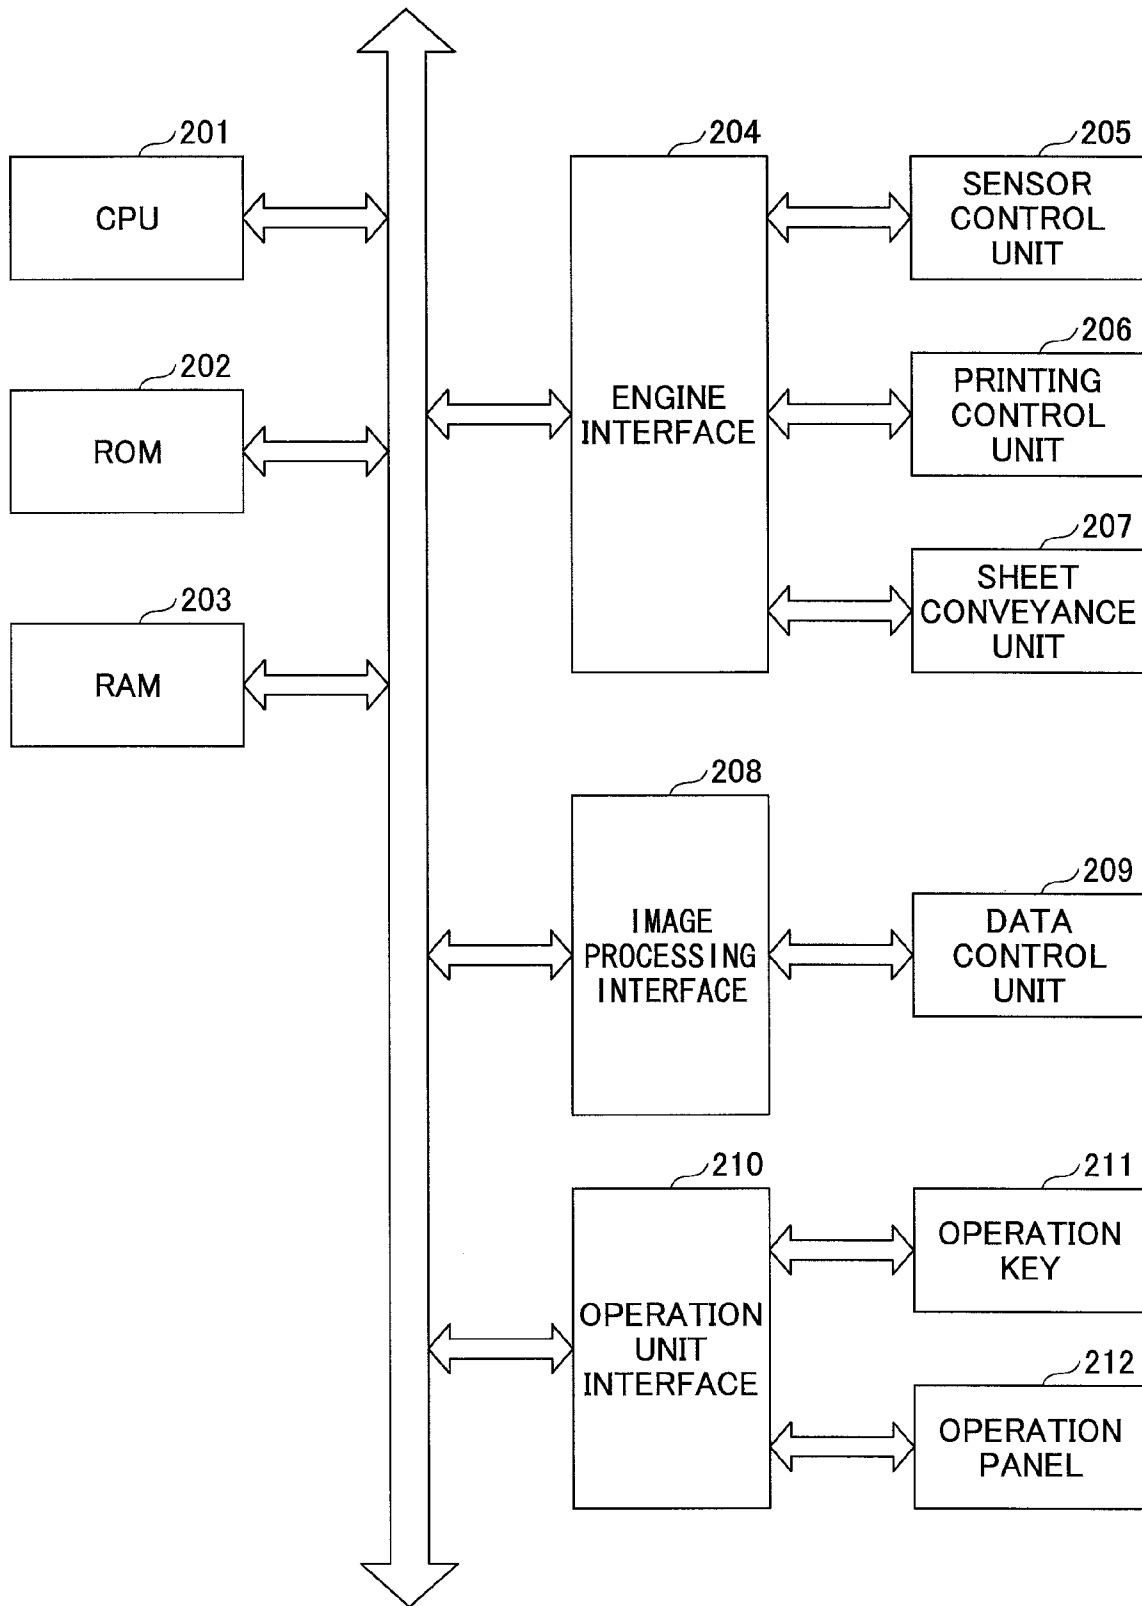 201
CPU
202
ROM
203
RAM
204
ENGINE
INTERFACE
205
SENSOR
CONTROL
UNIT
206
PRINTING
CONTROL
UNIT
207
SHEET
CONVEYANCE
UNIT
208
IMAGE
PROCESSING
INTERFACE
209
DATA
CONTROL
UNIT
210
OPERATION
UNIT
INTERFACE
211
OPERATION
KEY
212
OPERATION
PANEL